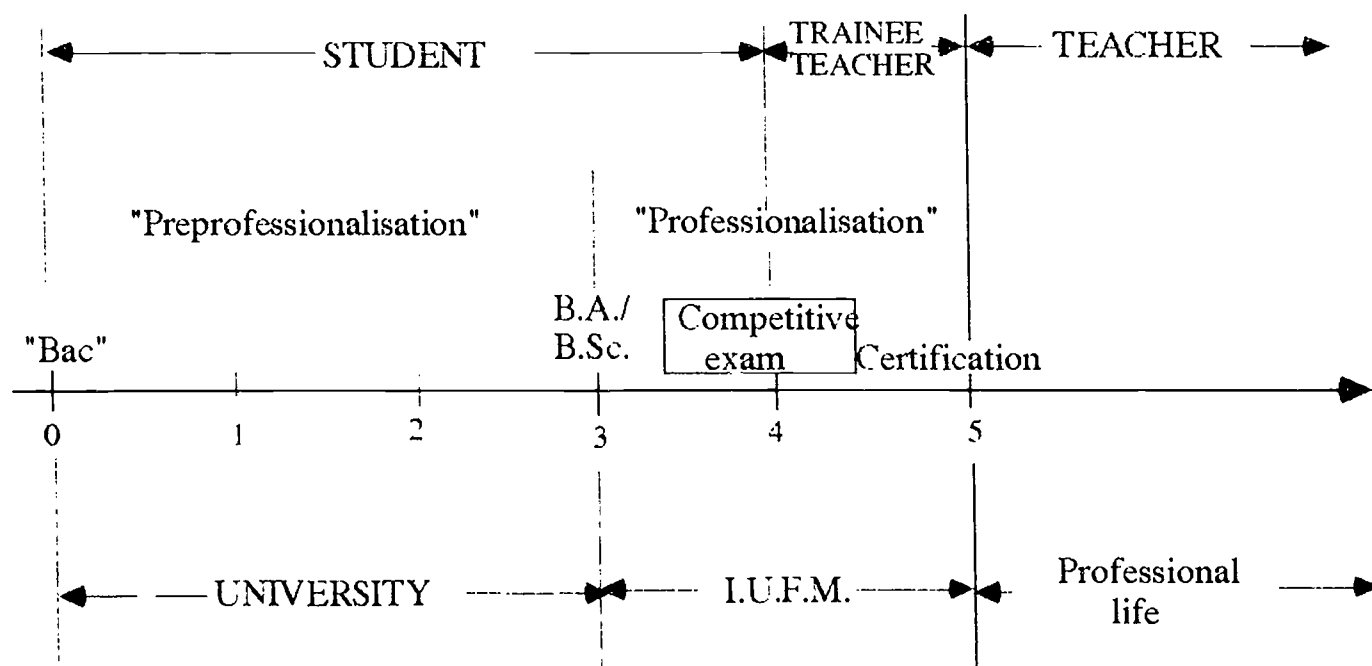 STUDENT
TRAINEE
TEACHER
TEACHER
"Preprofessionalisation"
"Professionalisation"
B.A./
B.Sc.
Competitive
exam
"Bac"
Certification
0
1
2
3
4
5
UNIVERSITY
I.U.F.M.
Professional
life